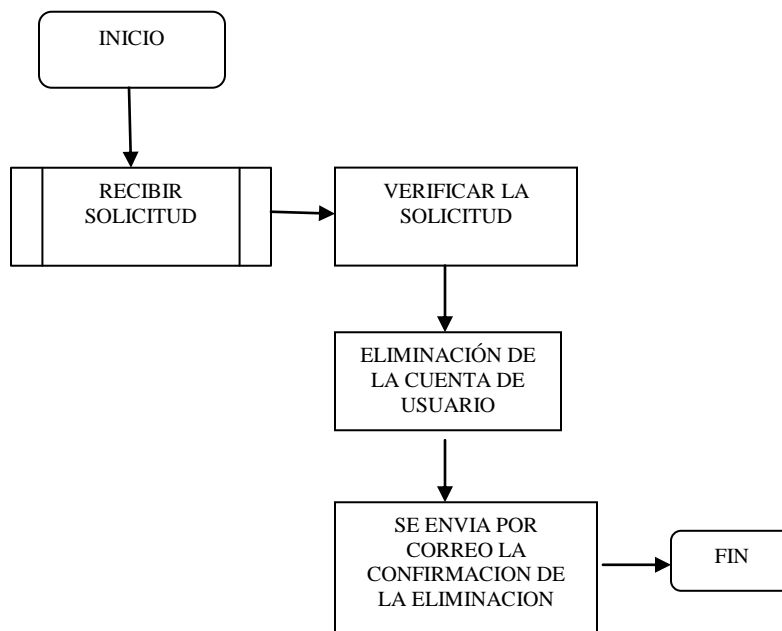 INICIO
RECIBIR
SOLICITUD
VERIFICAR LA
SOLICITUD
ELIMINACIÓN DE
LA CUENTA DE
USUARIO
SE ENVIA POR
CORREO LA
CONFIRMACION DE
LA ELIMINACION
FIN